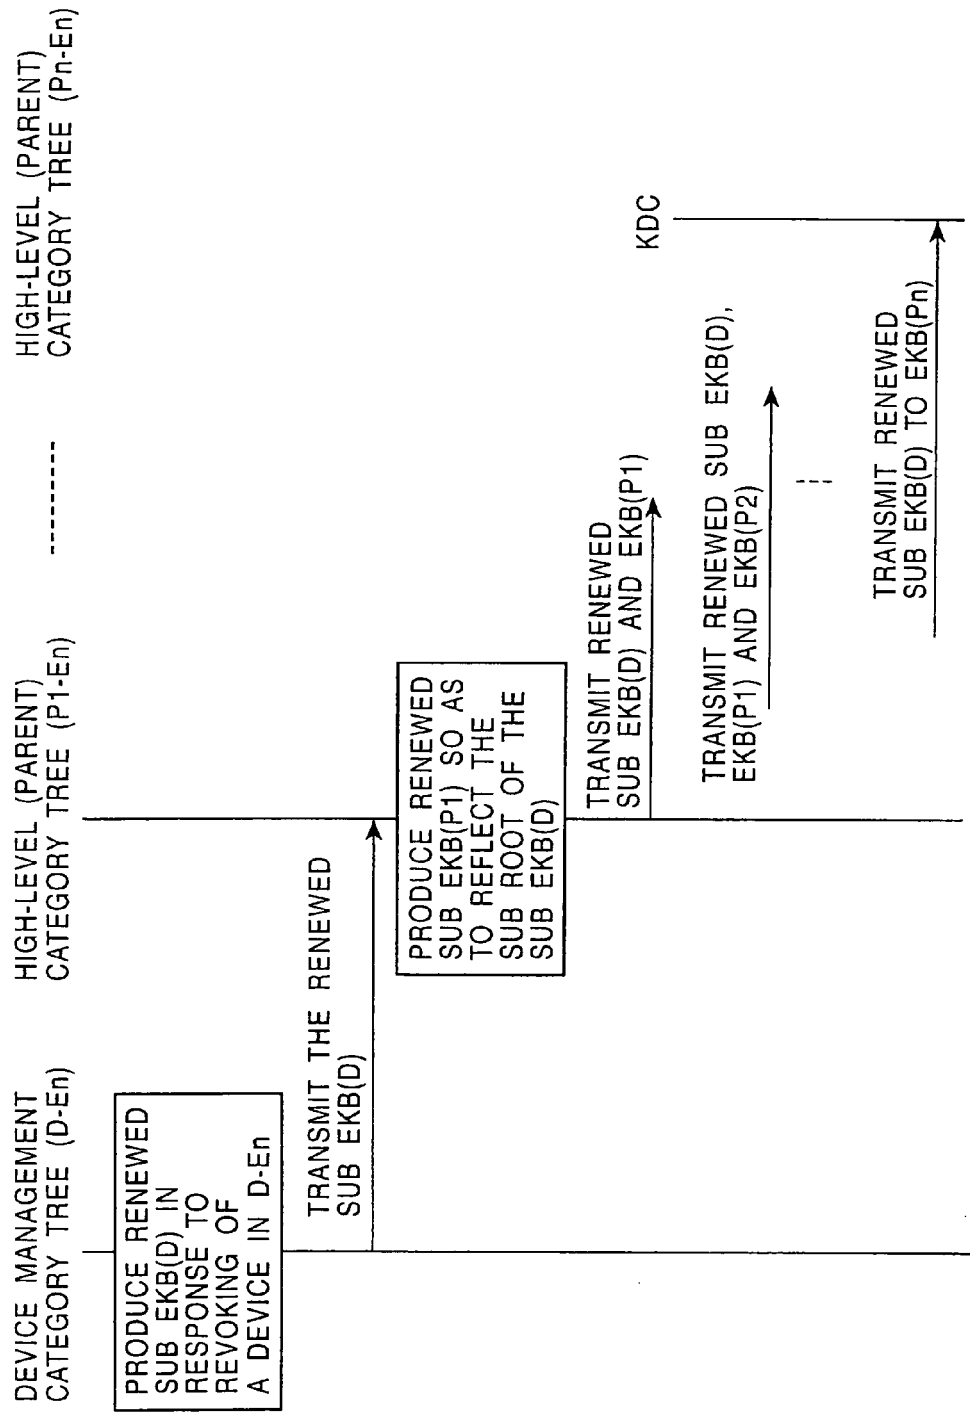 DEVICE MANAGEMENT
CATEGORY TREE (D-En)
HIGH-LEVEL (PARENT)
CATEGORY TREE (P1-En)
HIGH-LEVEL (PARENT)
CATEGORY TREE (Pn-En)
PRODUCE RENEWED
SUB EKB(D) IN
RESPONSE TO
REVOKING OF
A DEVICE IN D-En
TRANSMIT THE RENEWED
SUB EKB(D)
PRODUCE RENEWED
SUB EKB(P1) SO AS
TO REFLECT THE
SUB ROOT OF THE
SUB EKB(D)
TRANSMIT RENEWED
SUB EKB(D) AND EKB(P1)
KDC
TRANSMIT RENEWED SUB EKB(D),
EKB(P1) AND EKB(P2)
TRANSMIT RENEWED
SUB EKB(D) TO EKB(Pn)